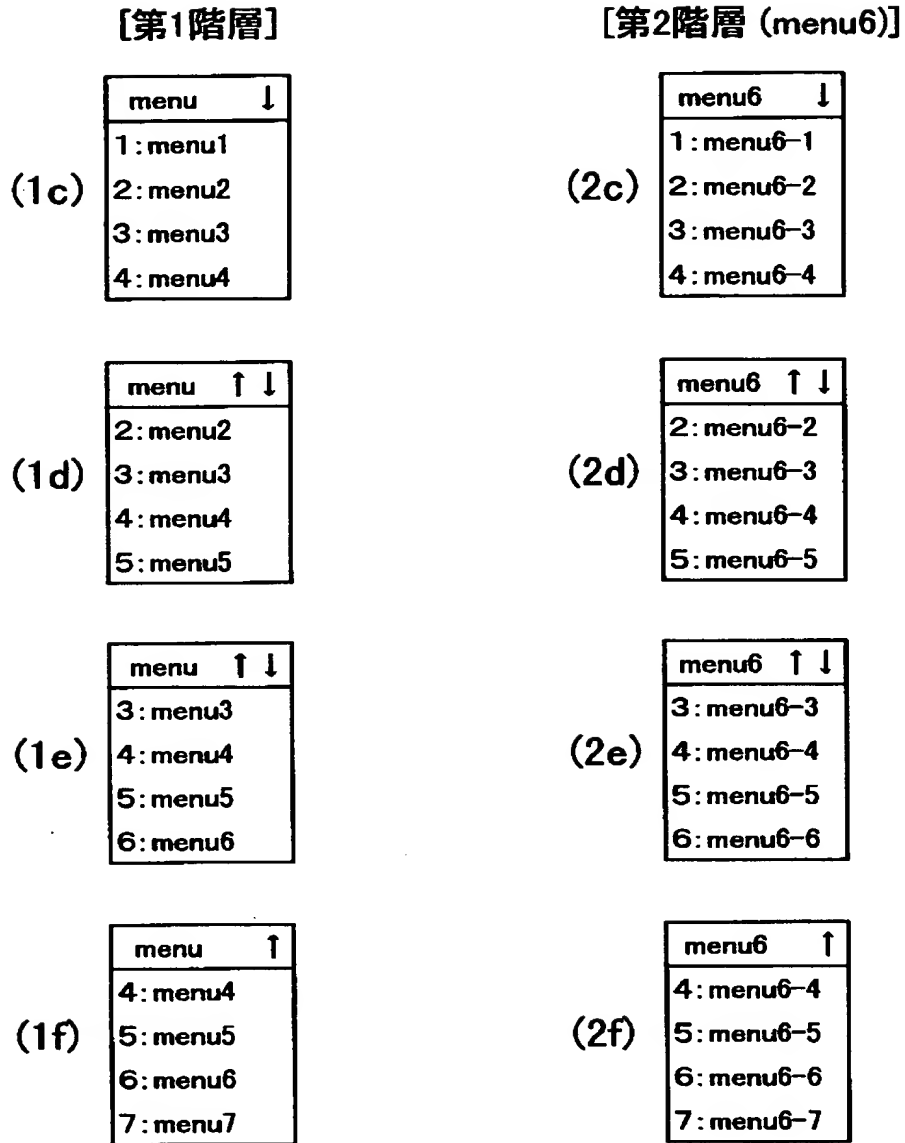 [第1階層]
[第2階層 (menu6)]
(1c)
menu ↓
1:menu1
2:menu2
3:menu3
4:menu4
(2c)
menu6 ↓
1:menu6-1
2:menu6-2
3:menu6-3
4:menu6-4
(1d)
menu ↑ ↓
2:menu2
3:menu3
4:menu4
5:menu5
(2d)
menu6 ↑ ↓
2:menu6-2
3:menu6-3
4:menu6-4
5:menu6-5
(1e)
menu ↑ ↓
3:menu3
4:menu4
5:menu5
6:menu6
(2e)
menu6 ↑ ↓
3:menu6-3
4:menu6-4
5:menu6-5
6:menu6-6
(1f)
menu ↑
4:menu4
5:menu5
6:menu6
7:menu7
(2f)
menu6 ↑
4:menu6-4
5:menu6-5
6:menu6-6
7:menu6-7